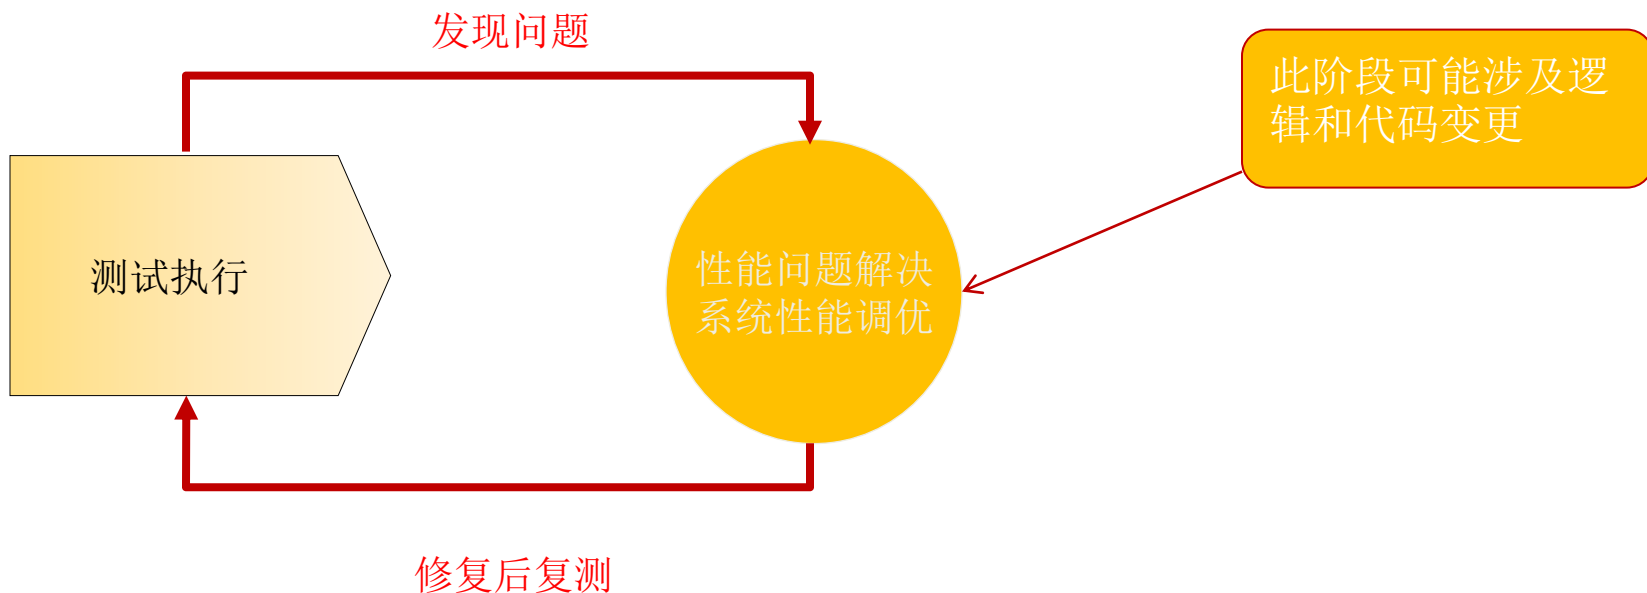 发现问题
此阶段可能涉及逻
辑和代码变更
测试执行
性能问题解决
系统性能调优
修复后复测